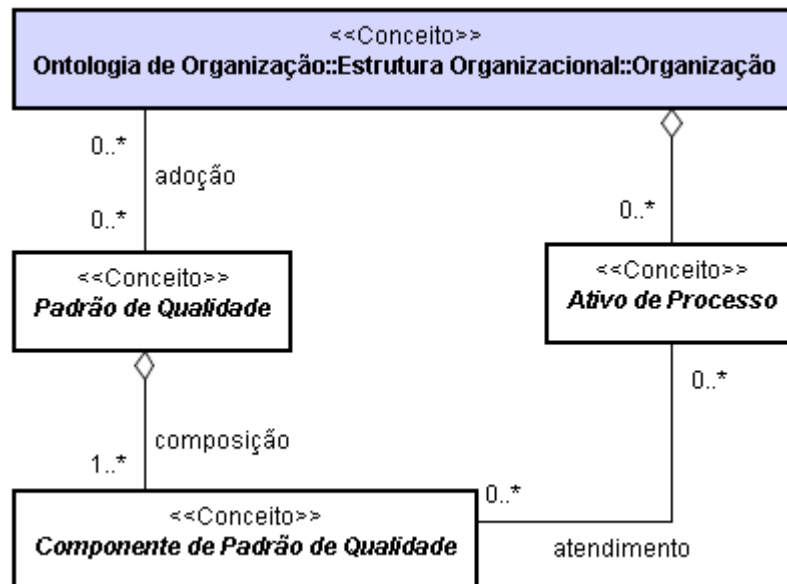 <<Conceito>>
Ontologia de Organização::Estrutura Organizacional::Organização
0..*
adoção
0..*
0..*
<<Conceito>>
Padrão de Qualidade
<<Conceito>>
Ativo de Processo
0..*
composição
1..*
0..*
<<Conceito>>
Componente de Padrão de Qualidade
atendimento